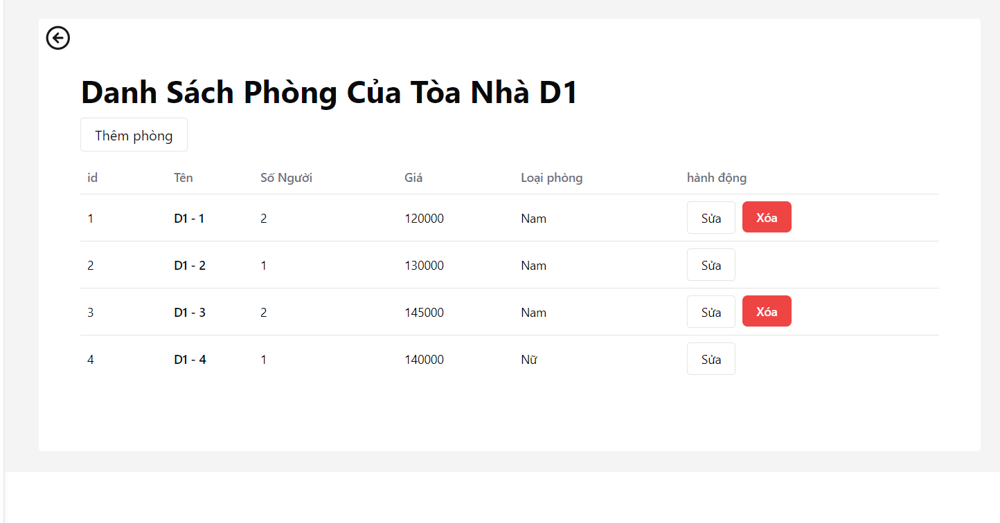 Danh Sách Phòng Của Tòa Nhà D1
Thêm phòng
id Tên Số Người Giá Loại phòng hành động
1 D1 - 1 2 120000 Nam Sửa Xóa
2 D1 - 2 1 130000 Nam Sửa
3 D1 - 3 2 145000 Nam Sửa Xóa
4 D1 - 4 1 140000 Nữ Sửa